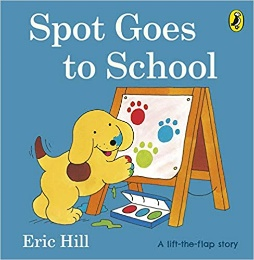 Spot Goes
to School
Eric Hill
A lift-the-flap story